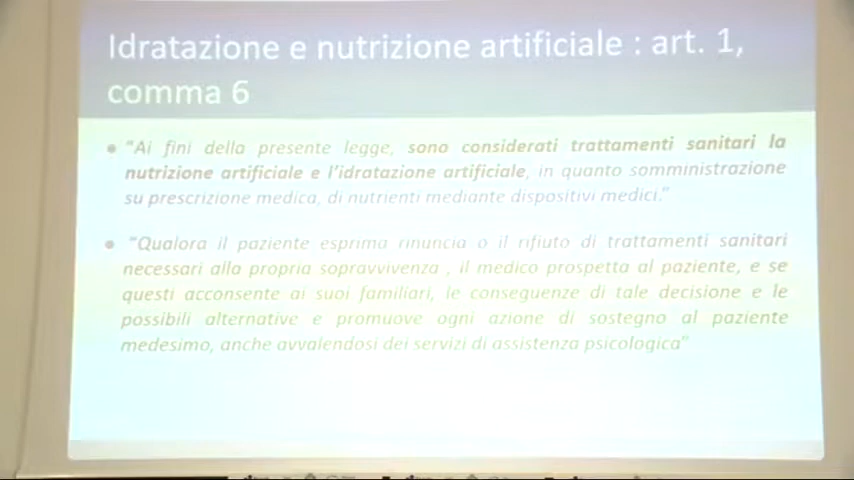 Idratazione e nutrizione artificiale : art. 1,
comma 6
• “Ai fini della presente legge, sono considerati trattamenti sanitari la
nutrizione artificiale e l’idratazione artificiale, in quanto somministrazione
su prescrizione medica, di nutrienti mediante dispositivi medici.”
• “Qualora il paziente esprima rinuncia o il rifiuto di trattamenti sanitari
necessari alla propria sopravvivenza , il medico prospetta al paziente, e se
questi acconsente ai suoi familiari, le conseguenze di tale decisione e le
possibili alternative e promuove ogni azione di sostegno al paziente
medesimo, anche avvalendosi dei servizi di assistenza psicologica”